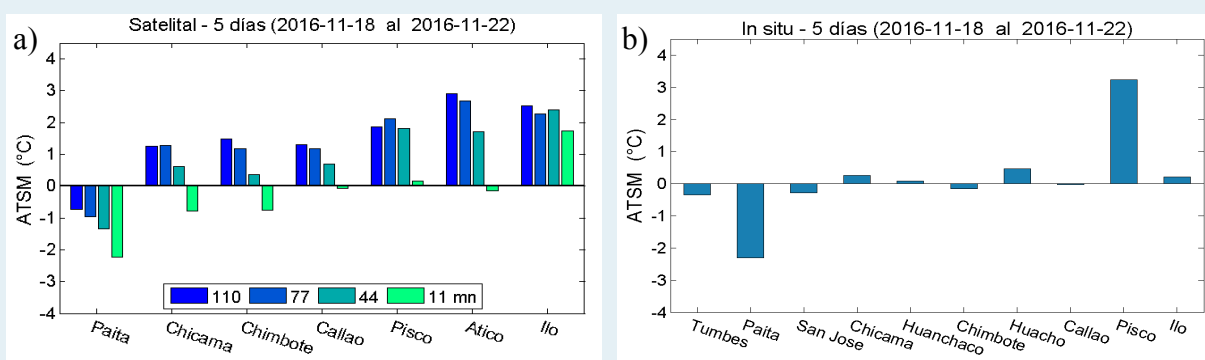 a)
Satelital - 5 días (2016-11-18 al 2016-11-22)
ATSM (°C)
4
3
2
1
0
-1
-2
-3
-4
110 77 44 11 mn
Paita Chicama Chimbote Callao Pisco Atico Ilo
b)
In situ - 5 días (2016-11-18 al 2016-11-22)
ATSM (°C)
4
3
2
1
0
-1
-2
-3
-4
Tumbes Paita San Jose Chicama Huanchaco Chimbote Huacho Callao Pisco Ilo